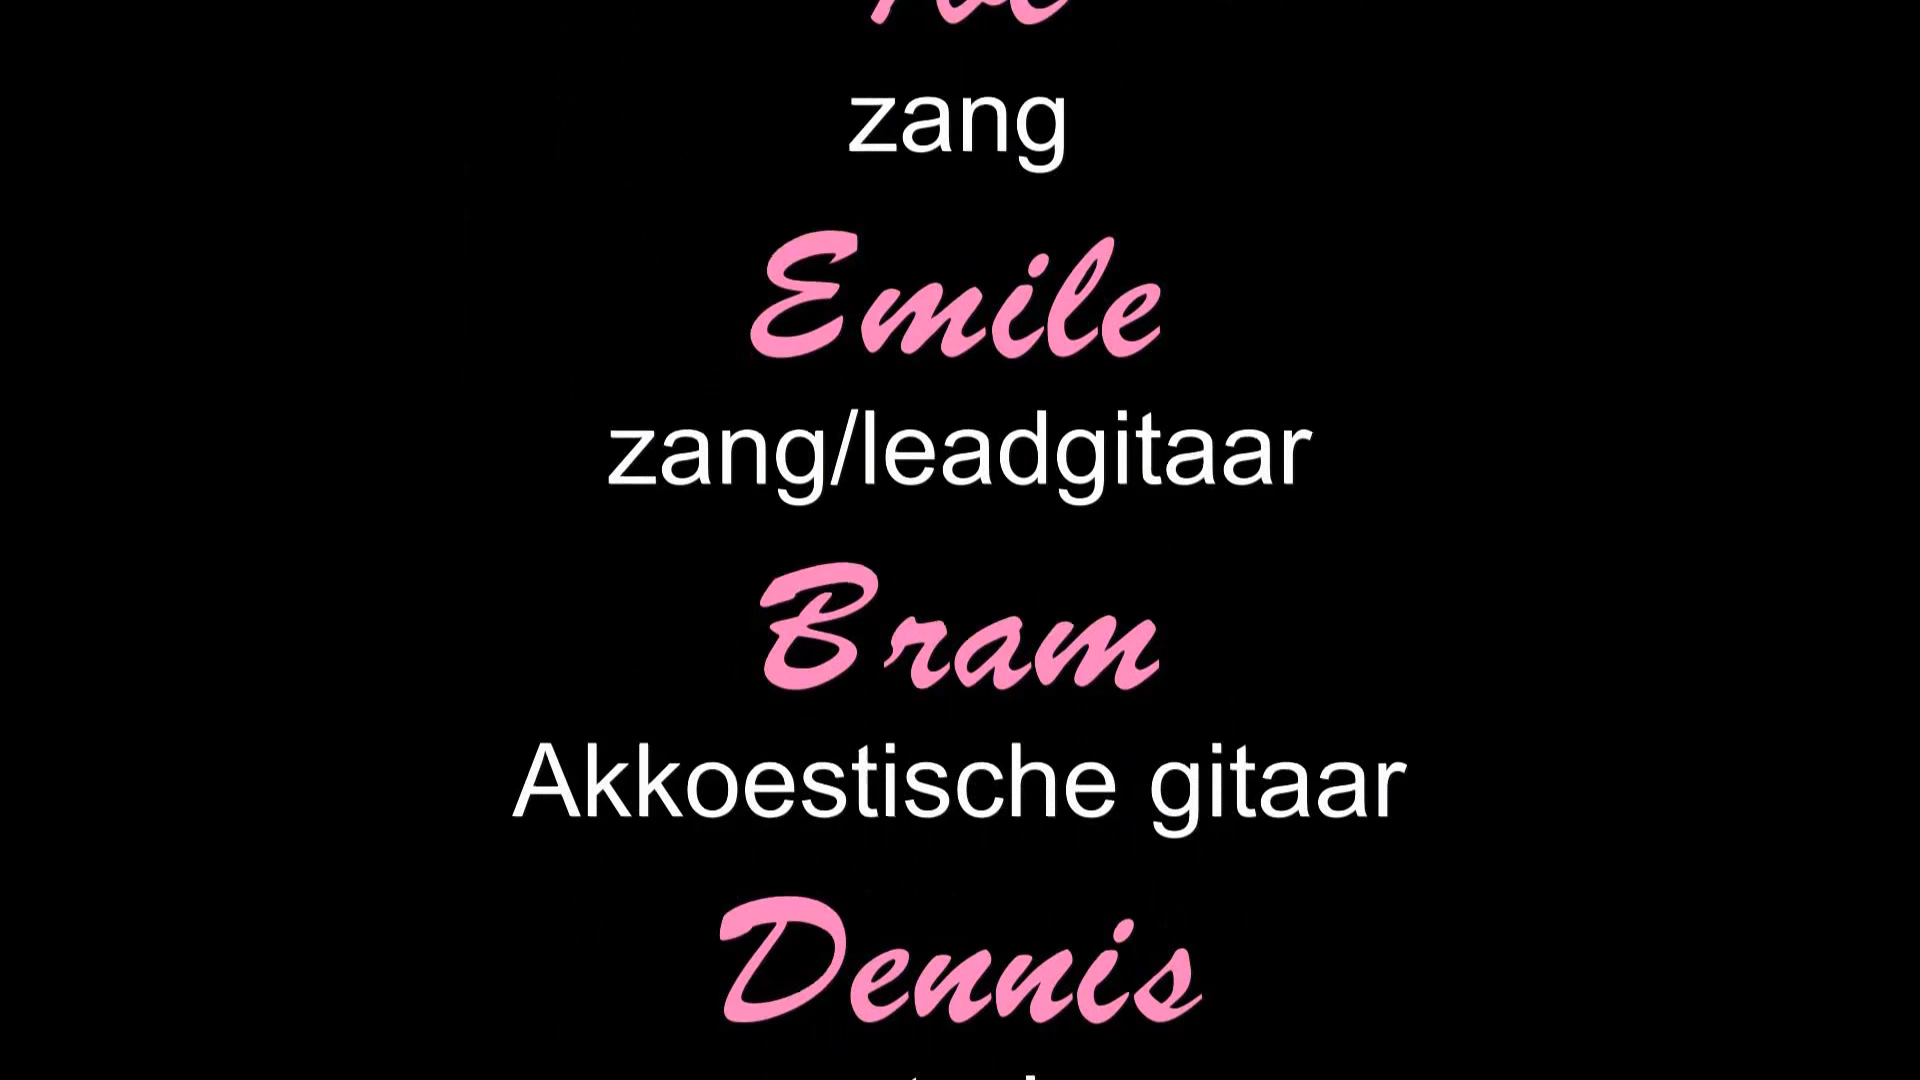 zang
Emile
zang/leadgitaar
Bram
Akkoestische gitaar
Dennis